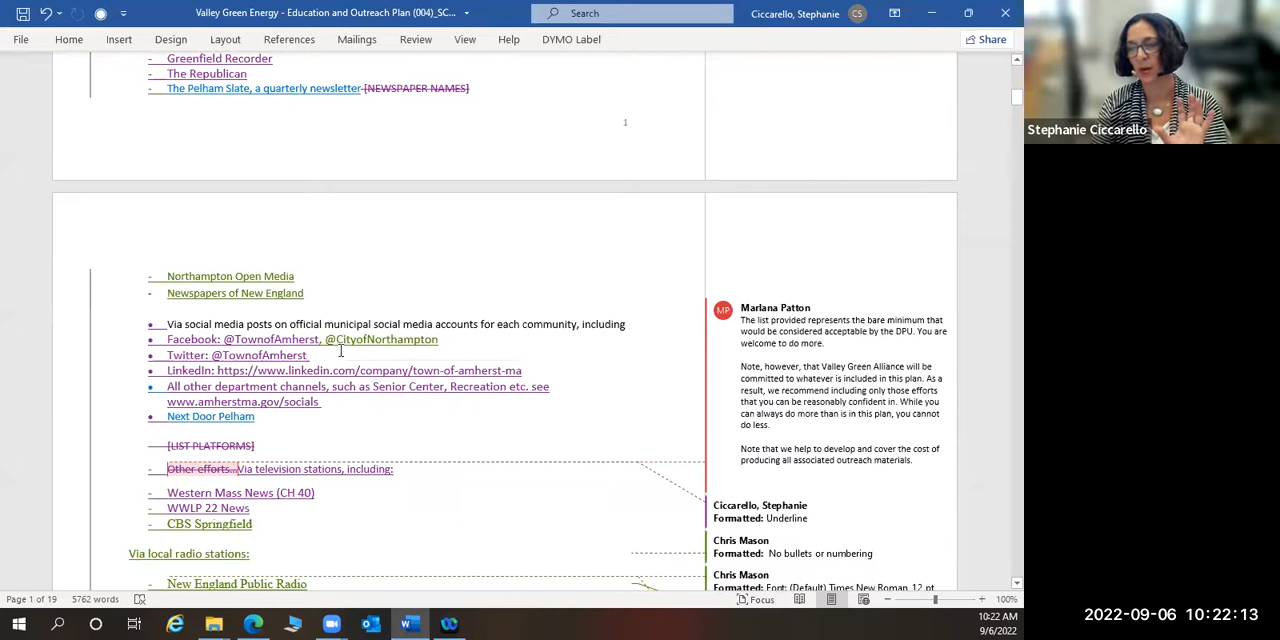 Valley Green Energy - Education and Outreach Plan (004)_SC...
Search
Ciccarello, Stephanie
CS
File Home Insert Design Layout References Mailings Review View Help DYMO Label
Share
Greenfield Recorder
The Republican
The Pelham Slate, a quarterly newsletter [NEWSPAPER NAMES]
1
- Northampton Open Media
- Newspapers of New England
• Via social media posts on official municipal social media accounts for each community, including
• Facebook: @TownofAmherst, @CityofNorthampton
• Twitter: @TownofAmherst
• LinkedIn: https://www.linkedin.com/company/town-of-amherst-ma
• All other department channels, such as Senior Center, Recreation etc. see
www.amherstma.gov/socials
• Next Door Pelham
[LIST PLATFORMS]
- Other efforts... Via television stations, including:
- Western Mass News (CH 40)
- WWLP 22 News
- CBS Springfield
Via local radio stations:
- New England Public Radio
MP
Marlana Patton
The list provided represents the bare minimum that
would be considered acceptable by the DPU. You are
welcome to do more.
Note, however, that Valley Green Alliance will be
committed to whatever is included in this plan. As a
result, we recommend including only those efforts
that you can be reasonably confident in. While you
can always do more than is in this plan, you cannot
do less.
Note that we help to develop and cover the cost of
producing all associated outreach materials.
Ciccarello, Stephanie
Formatted: Underline
Chris Mason
Formatted: No bullets or numbering
Chris Mason
Formatted: Font: (Default) Times New Roman, 12 pt
Page 1 of 19 5762 words
Focus
100%
10:22 AM
9/6/2022
Stephanie Ciccarello
2022-09-06 10:22:13